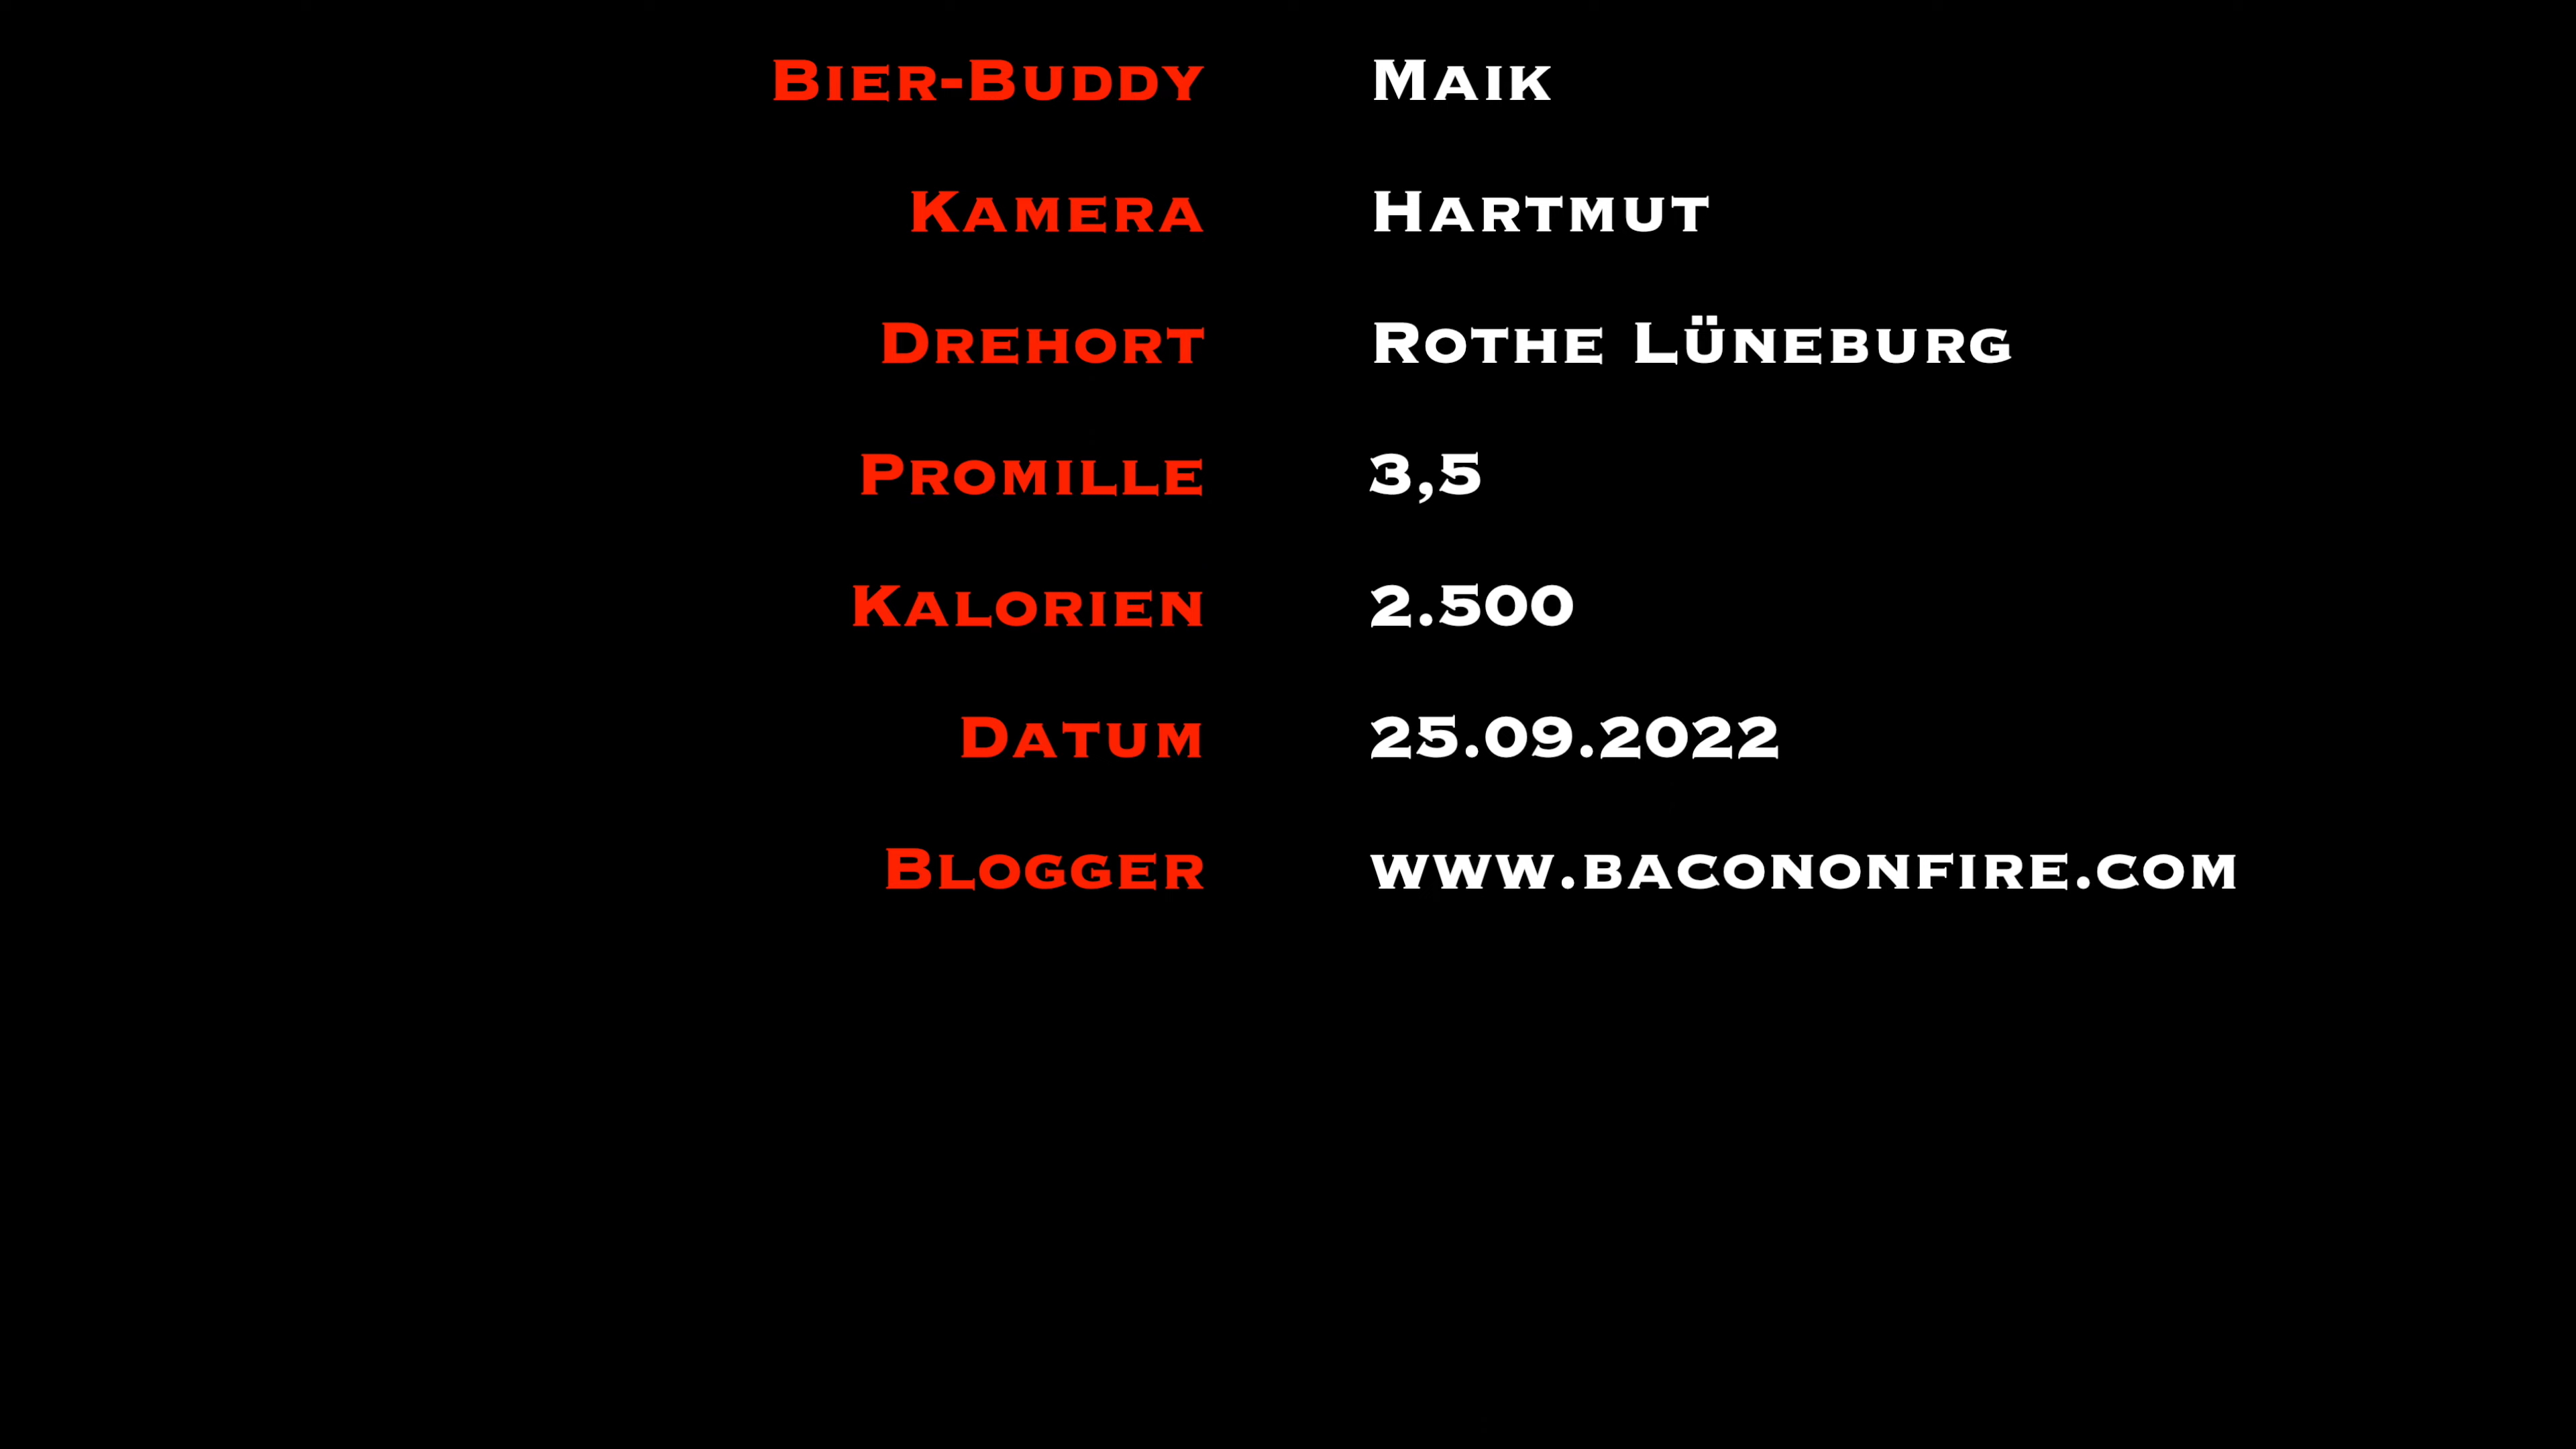 Bier-Buddy Maik
Kamera Hartmut
Drehort Rothe Lüneburg
Promille 3,5
Kalorien 2.500
Datum 25.09.2022
Blogger www.bacononfire.com